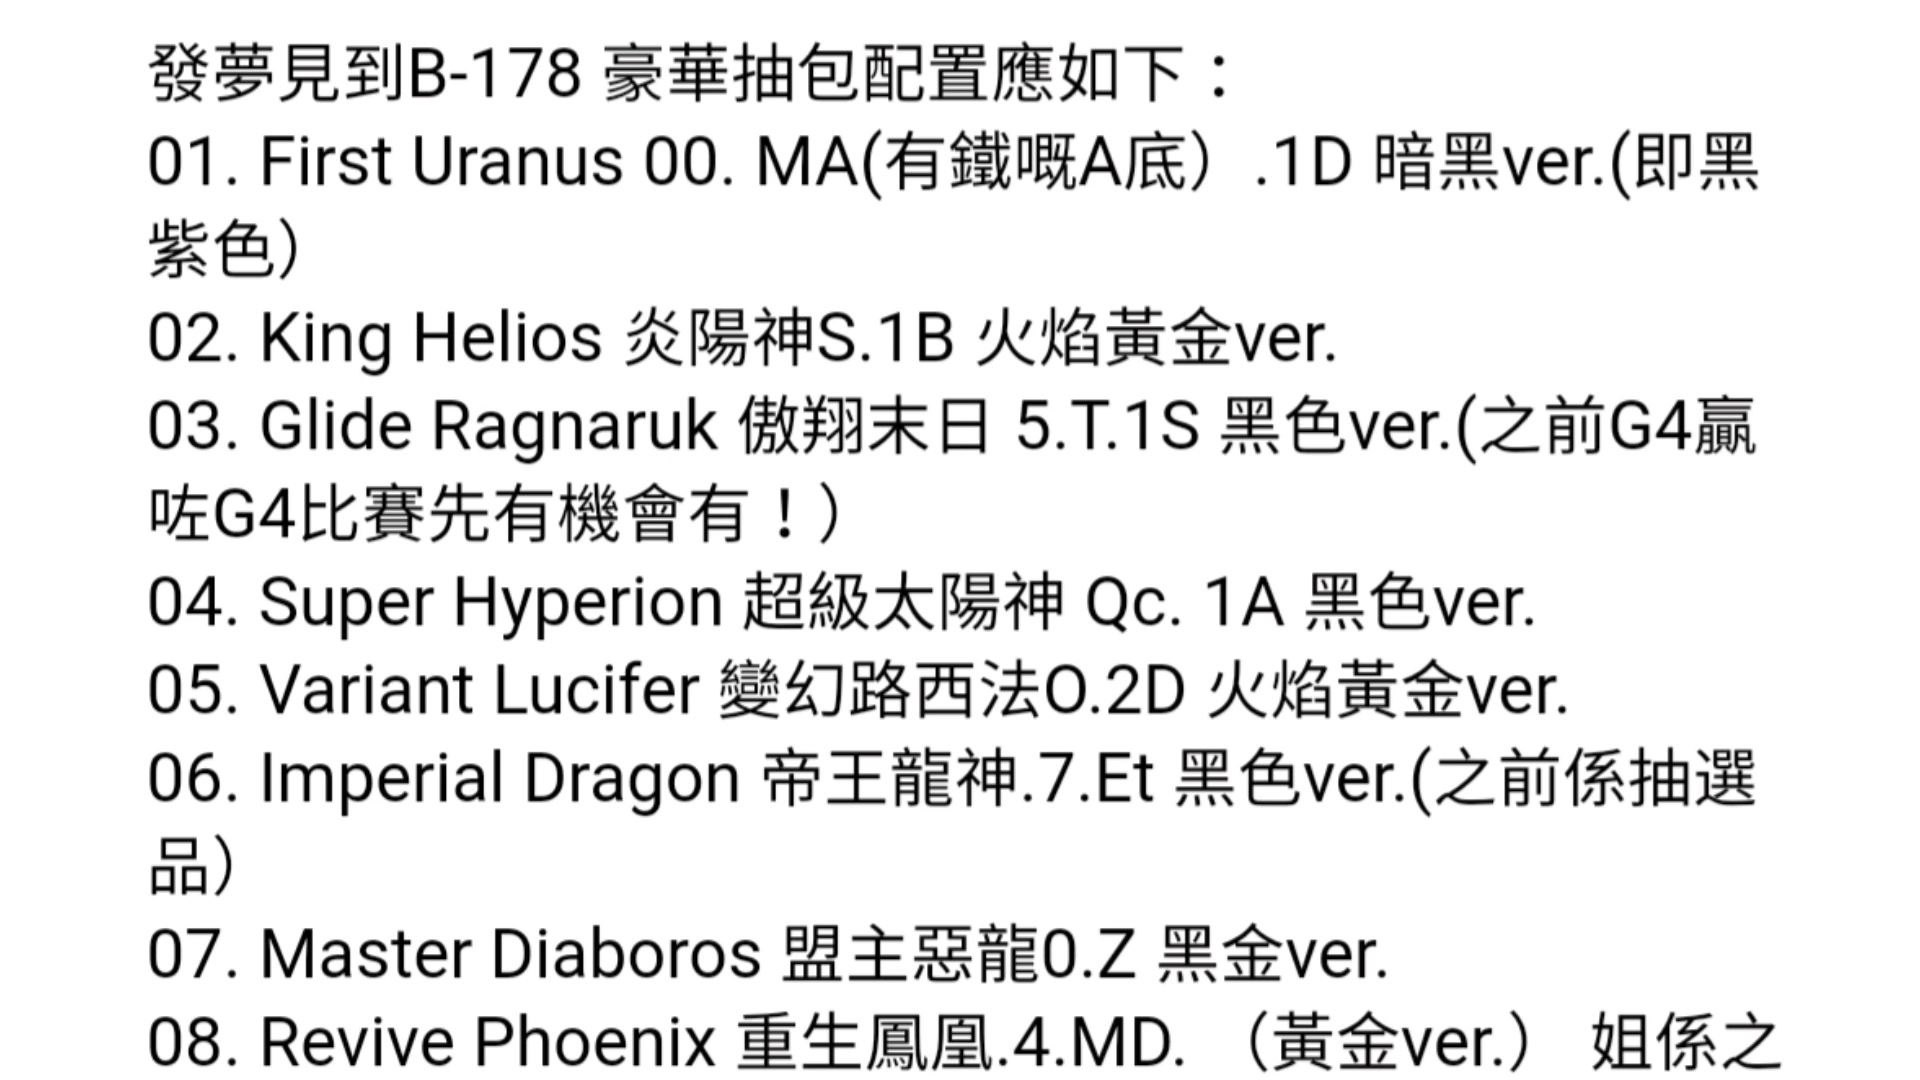 發夢見到B-178 豪華抽包配置應如下：
01. First Uranus 00. MA(有鐵嘅A底）.1D 暗黑ver.(即黑
紫色）
02. King Helios 炎陽神S.1B 火焰黃金ver.
03. Glide Ragnaruk 傲翔末日 5.T.1S 黑色ver.(之前G4贏
咗G4比賽先有機會有！）
04. Super Hyperion 超級太陽神 Qc. 1A 黑色ver.
05. Variant Lucifer 變幻路西法O.2D 火焰黃金ver.
06. Imperial Dragon 帝王龍神.7.Et 黑色ver.(之前係抽選
品）
07. Master Diaboros 盟主惡龍0.Z 黑金ver.
08. Revive Phoenix 重生鳳凰.4.MD. （黃金ver.） 姐係之